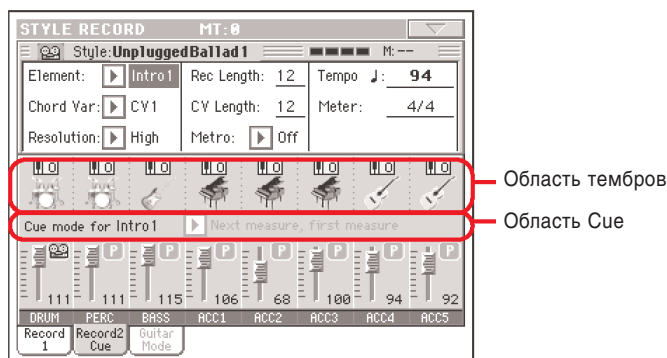 STYLE RECORD MT:0
Style:UnpluggedBallad1 M:--
Element: Intro1 Rec Length: 12 Tempo ♩: 94
Chord Var: CV1 CV Length: 12 Meter: 4/4
Resolution: High Metro: Off
Область тембров
Cue mode for Intro1 Next measure, first measure
Область Cue
P P P P P P P
111 111 115 106 68 100 94 92
DRUM PERC BASS ACC1 ACC2 ACC3 ACC4 ACC5
Record 1 Record2 Cue Guitar Mode